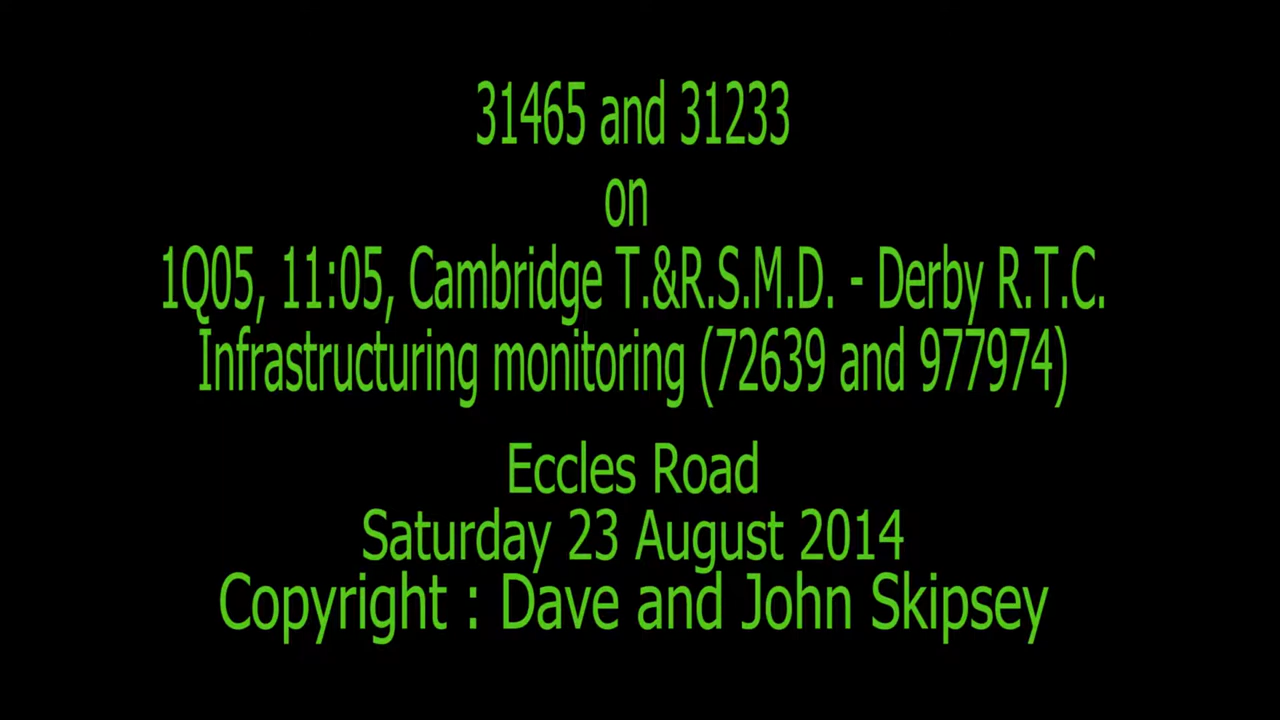 31465 and 31233
on
1Q05, 11:05, Cambridge T.&R.S.M.D. - Derby R.T.C.
Infrastructuring monitoring (72639 and 977974)
Eccles Road
Saturday 23 August 2014
Copyright : Dave and John Skipsey